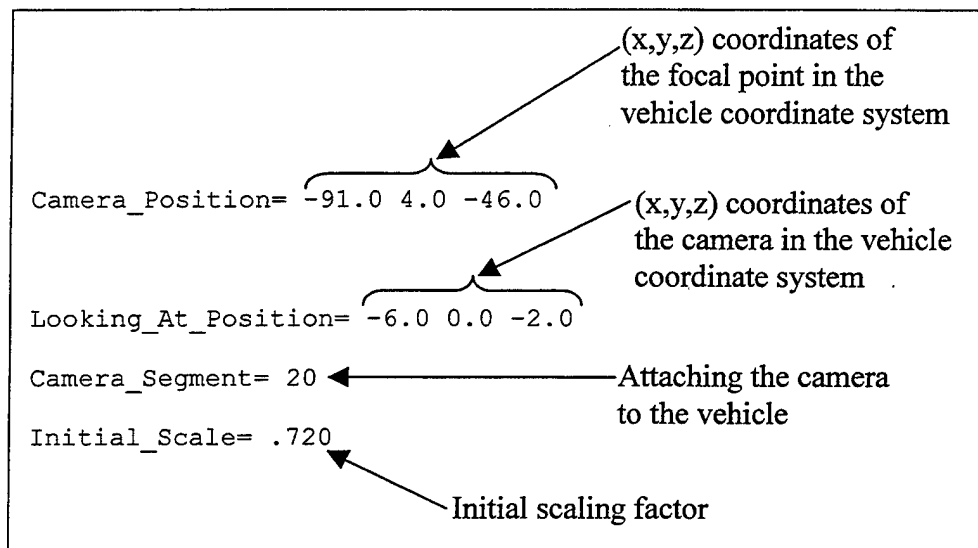 (x,y,z) coordinates of
the focal point in the
vehicle coordinate system
Camera_Position= -91.0 4.0 -46.0
(x,y,z) coordinates of
the camera in the vehicle
coordinate system
Looking_At_Position= -6.0 0.0 -2.0
Camera_Segment= 20
Attaching the camera
to the vehicle
Initial_Scale= .720
Initial scaling factor